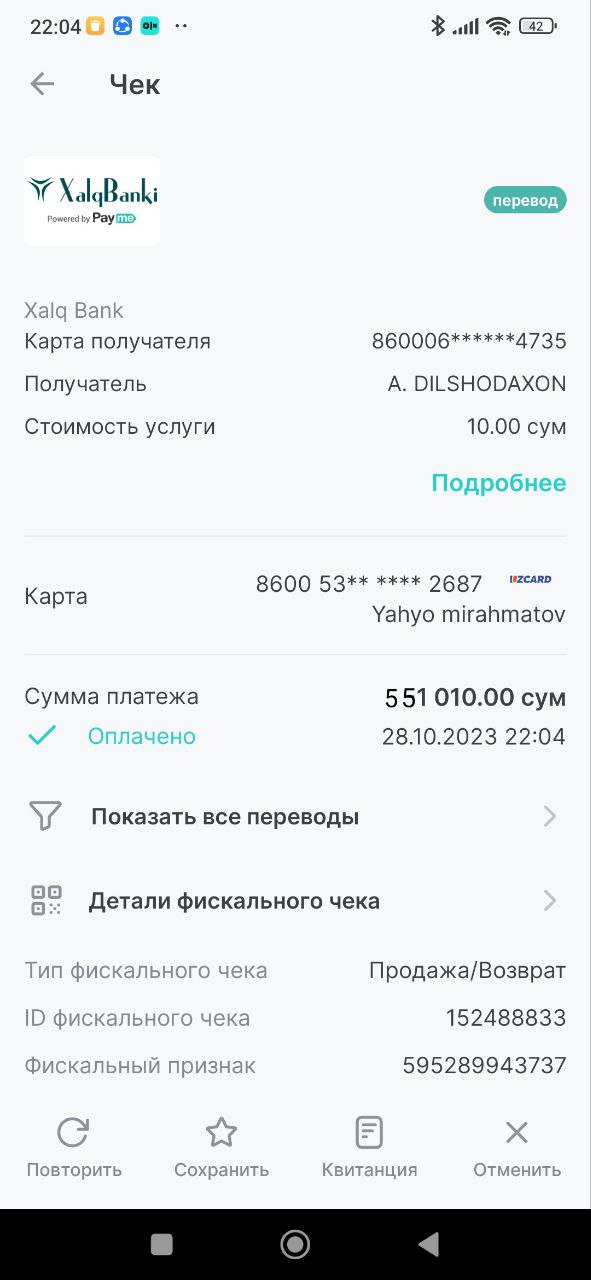 22:04 olx 42
Чек
XalqBanki
Powered by Payme
перевод
Xalq Bank
Карта получателя 860006******4735
Получатель A. DILSHODAXON
Стоимость услуги 10.00 сум
Подробнее
Карта 8600 53** **** 2687 UZCARD
Yahyo mirahmatov
Сумма платежа 551 010.00 сум
Оплачено 28.10.2023 22:04
Показать все переводы
Детали фискального чека
Тип фискального чека Продажа/Возврат
ID фискального чека 152488833
Фискальный признак 595289943737
Повторить Сохранить Квитанция Отменить